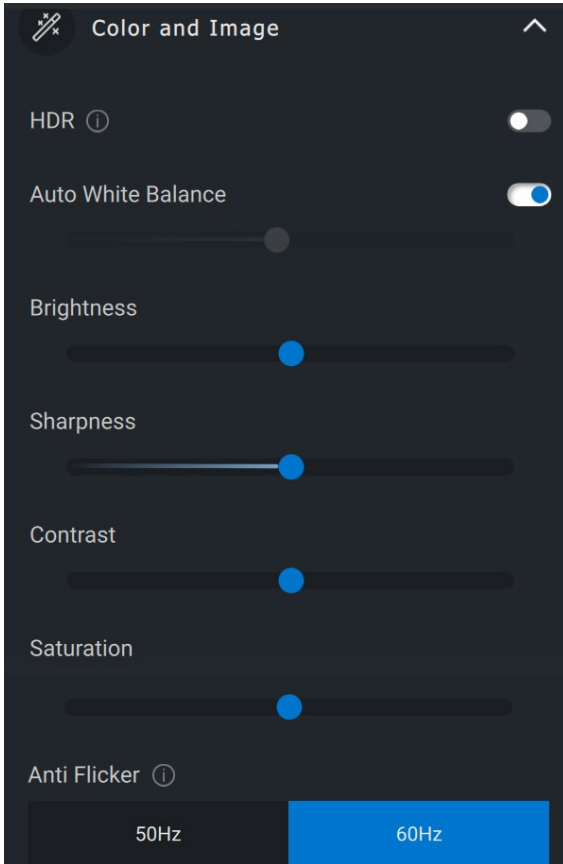 Color and Image
HDR
Auto White Balance
Brightness
Sharpness
Contrast
Saturation
Anti Flicker
50Hz 60Hz